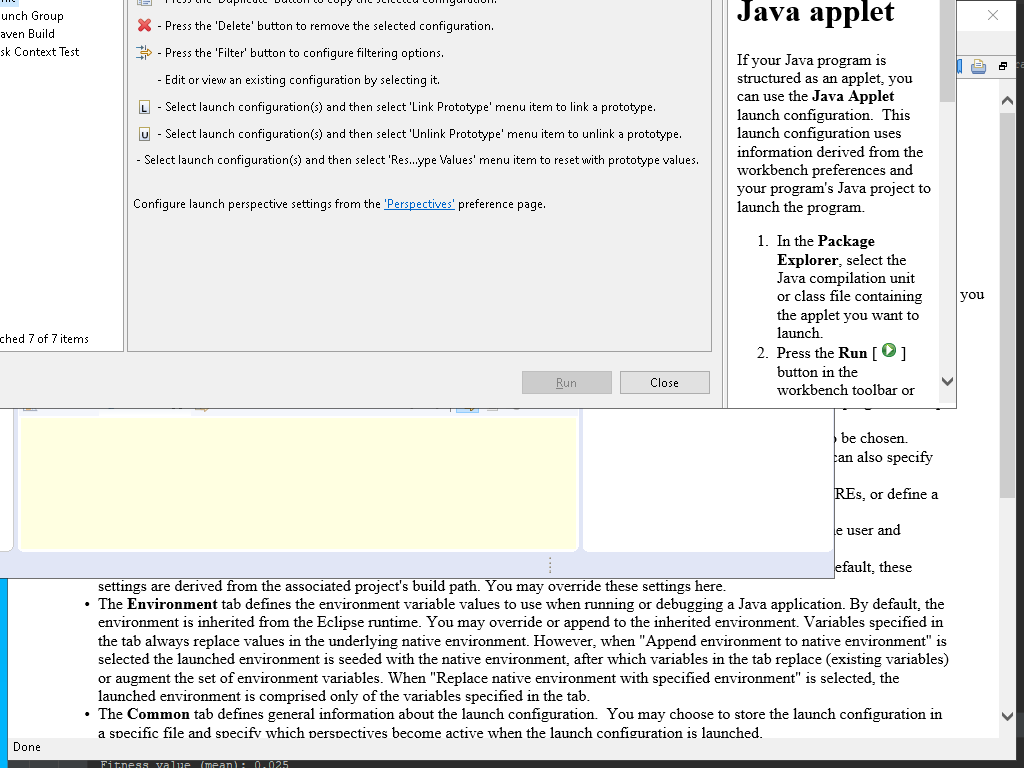 unch Group
aven Build
sk Context Test
ched 7 of 7 items
- Press the 'Duplicate' button to copy the selected configuration.
- Press the 'Delete' button to remove the selected configuration.
- Press the 'Filter' button to configure filtering options.
- Edit or view an existing configuration by selecting it.
L - Select launch configuration(s) and then select 'Link Prototype' menu item to link a prototype.
U - Select launch configuration(s) and then select 'Unlink Prototype' menu item to unlink a prototype.
- Select launch configuration(s) and then select 'Res...ype Values' menu item to reset with prototype values.
Configure launch perspective settings from the 'Perspectives' preference page.
Run
Close
Java applet
If your Java program is
structured as an applet, you
can use the Java Applet
launch configuration. This
launch configuration uses
information derived from the
workbench preferences and
your program's Java project to
launch the program.
1. In the Package
Explorer, select the
Java compilation unit
or class file containing
the applet you want to
launch.
2. Press the Run [ ]
button in the
workbench toolbar or
you
be chosen.
can also specify
REs, or define a
e user and
efault, these
settings are derived from the associated project's build path. You may override these settings here.
• The Environment tab defines the environment variable values to use when running or debugging a Java application. By default, the
environment is inherited from the Eclipse runtime. You may override or append to the inherited environment. Variables specified in
the tab always replace values in the underlying native environment. However, when "Append environment to native environment" is
selected the launched environment is seeded with the native environment, after which variables in the tab replace (existing variables)
or augment the set of environment variables. When "Replace native environment with specified environment" is selected, the
launched environment is comprised only of the variables specified in the tab.
• The Common tab defines general information about the launch configuration. You may choose to store the launch configuration in
a specific file and specify which perspectives become active when the launch configuration is launched.
Done
Fitness value (mean): 0.025